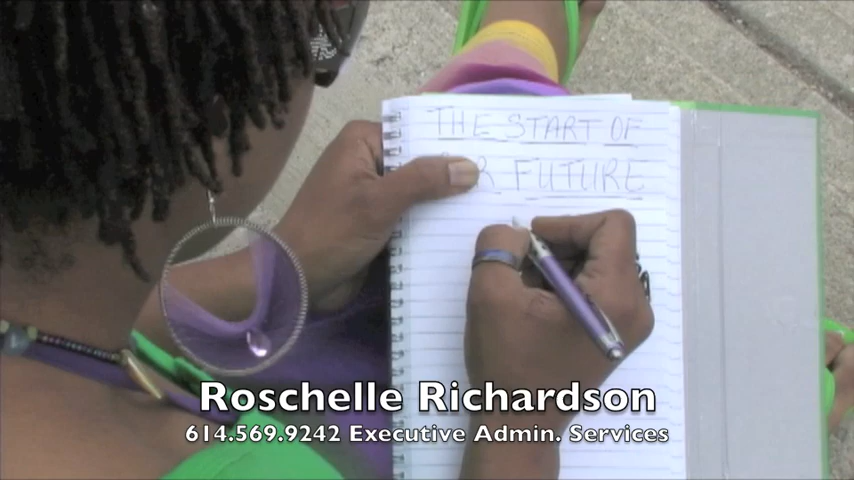 THE START OF
FUTURE
Roschelle Richardson
614.569.9242 Executive Admin. Services